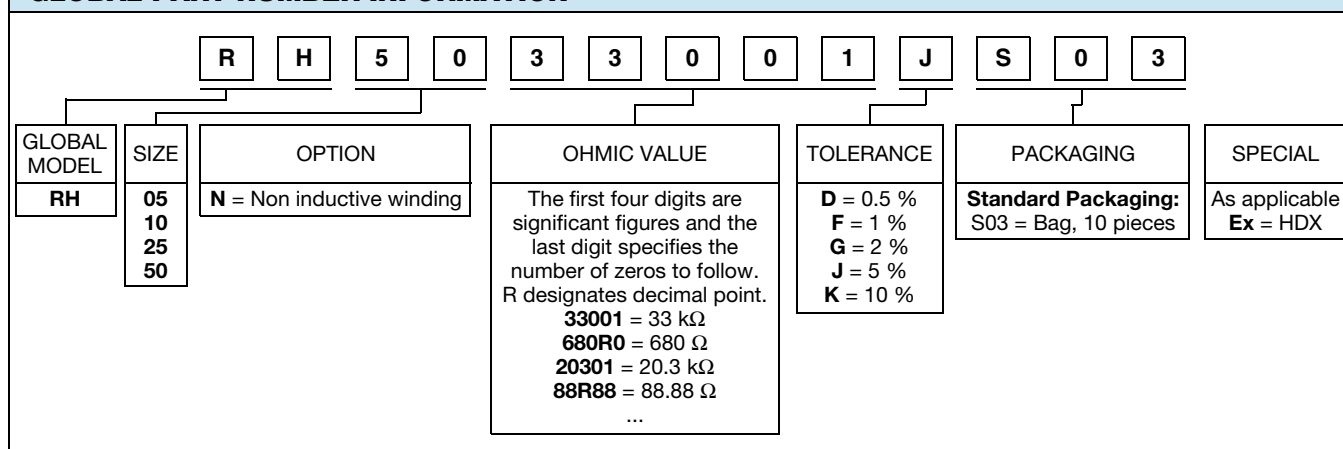 GLOBAL PART NUMBER INFORMATION
R H 5 0 3 3 0 0 1 J S 0 3
GLOBAL
MODEL
RH
SIZE
05
10
25
50
OPTION
N = Non inductive winding
OHMIC VALUE
The first four digits are
significant figures and the
last digit specifies the
number of zeros to follow.
R designates decimal point.
33001 = 33 kΩ
680R0 = 680 Ω
20301 = 20.3 kΩ
88R88 = 88.88 Ω
...
TOLERANCE
D = 0.5 %
F = 1 %
G = 2 %
J = 5 %
K = 10 %
PACKAGING
Standard Packaging:
S03 = Bag, 10 pieces
SPECIAL
As applicable
Ex = HDX